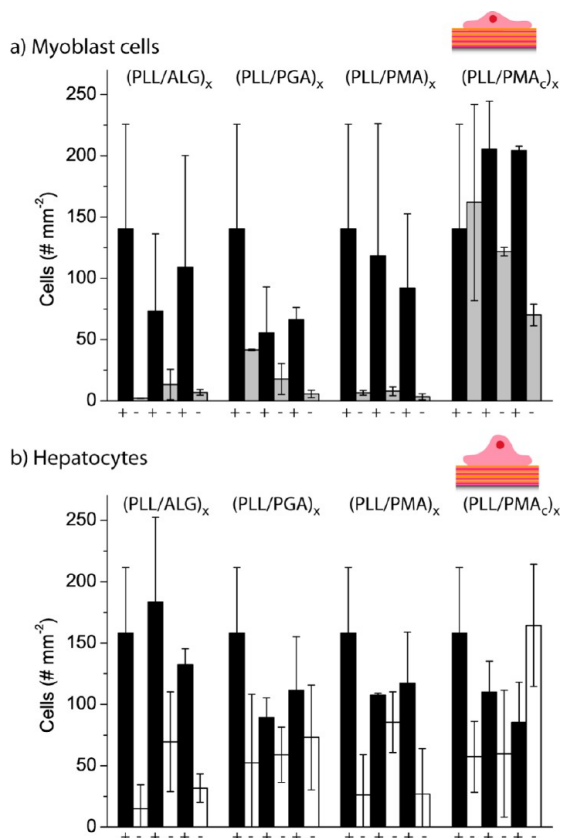 a) Myoblast cells
(PLL/ALG)x (PLL/PGA)x (PLL/PMA)x (PLL/PMAc)x
Cells (# mm-2)
250
200
150
100
50
0
+ - + - + - + - + - + - + - + - + - + - + - + -
b) Hepatocytes
(PLL/ALG)x (PLL/PGA)x (PLL/PMA)x (PLL/PMAc)x
Cells (# mm-2)
250
200
150
100
50
0
+ - + - + - + - + - + - + - + - + - + - + - + -